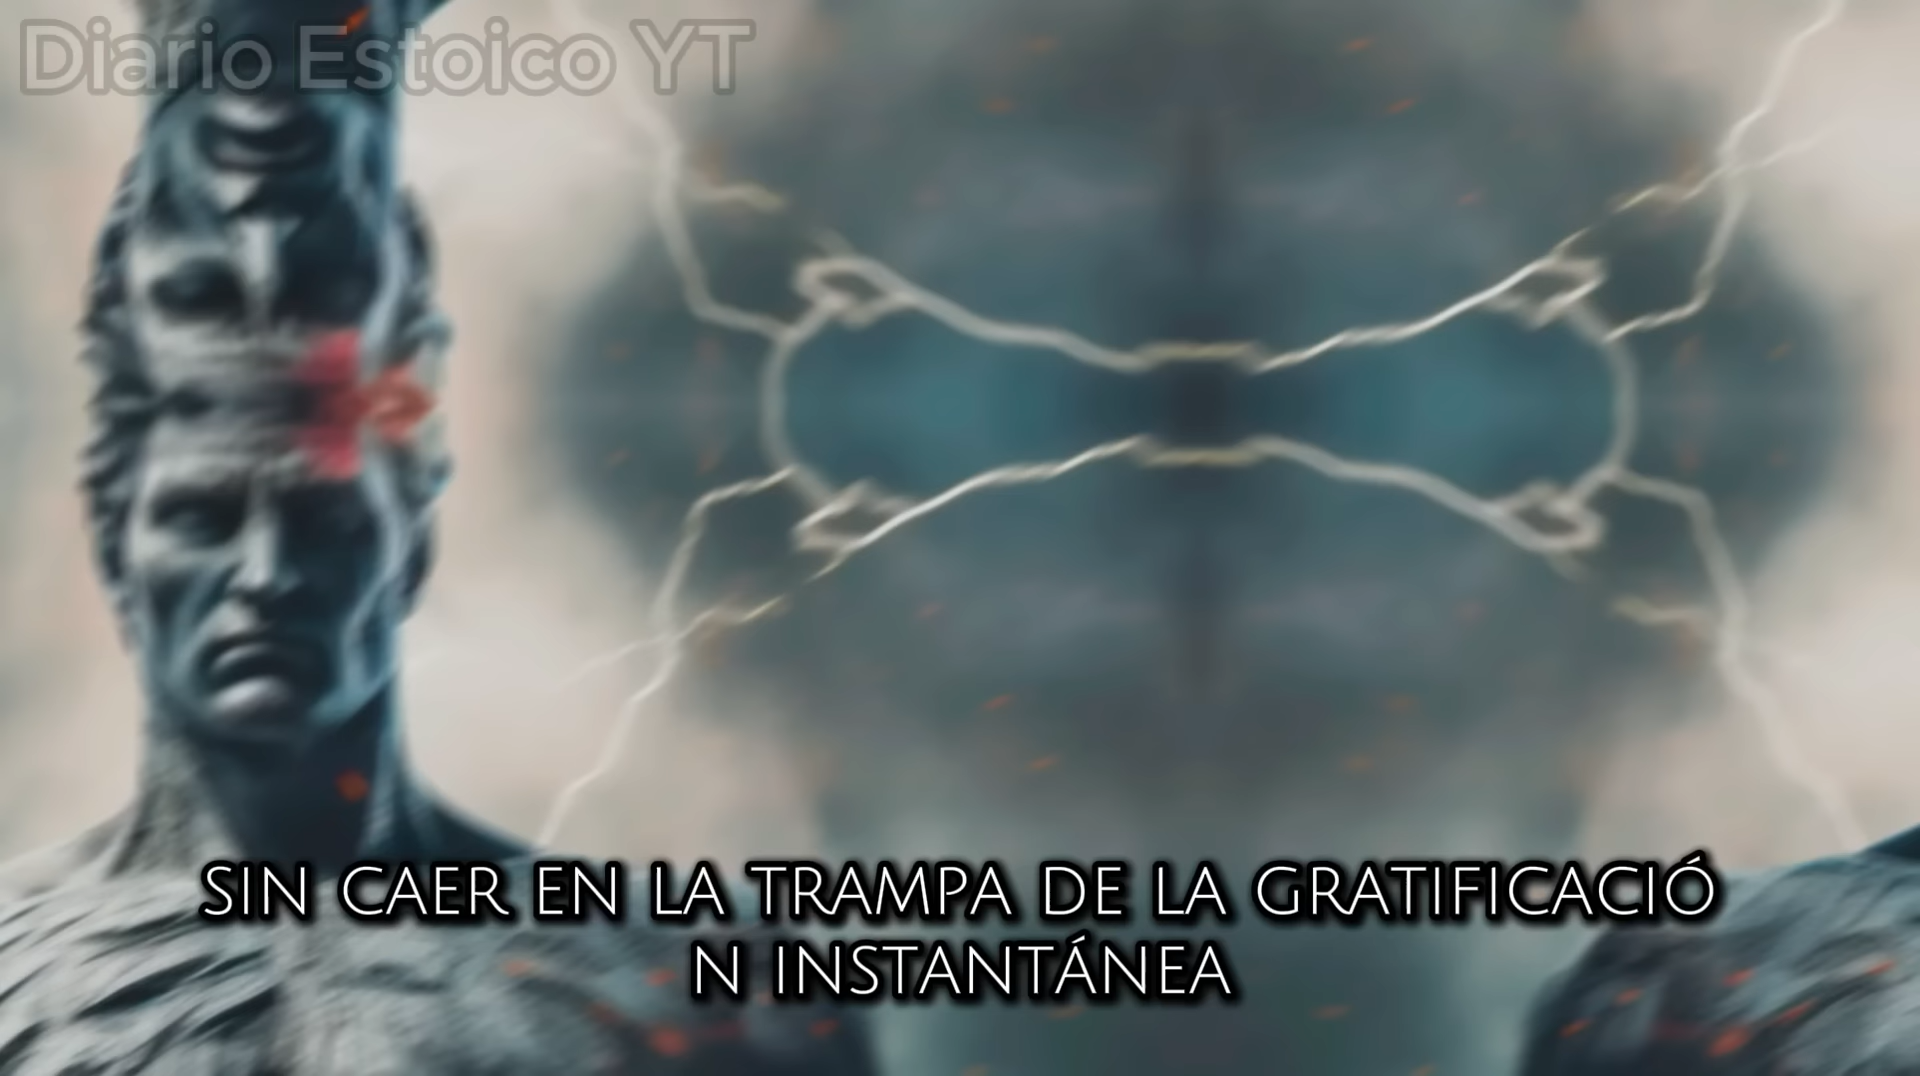 Diario Estoico YT
SIN CAER EN LA TRAMPA DE LA GRATIFICACIÓ
N INSTANTÁNEA